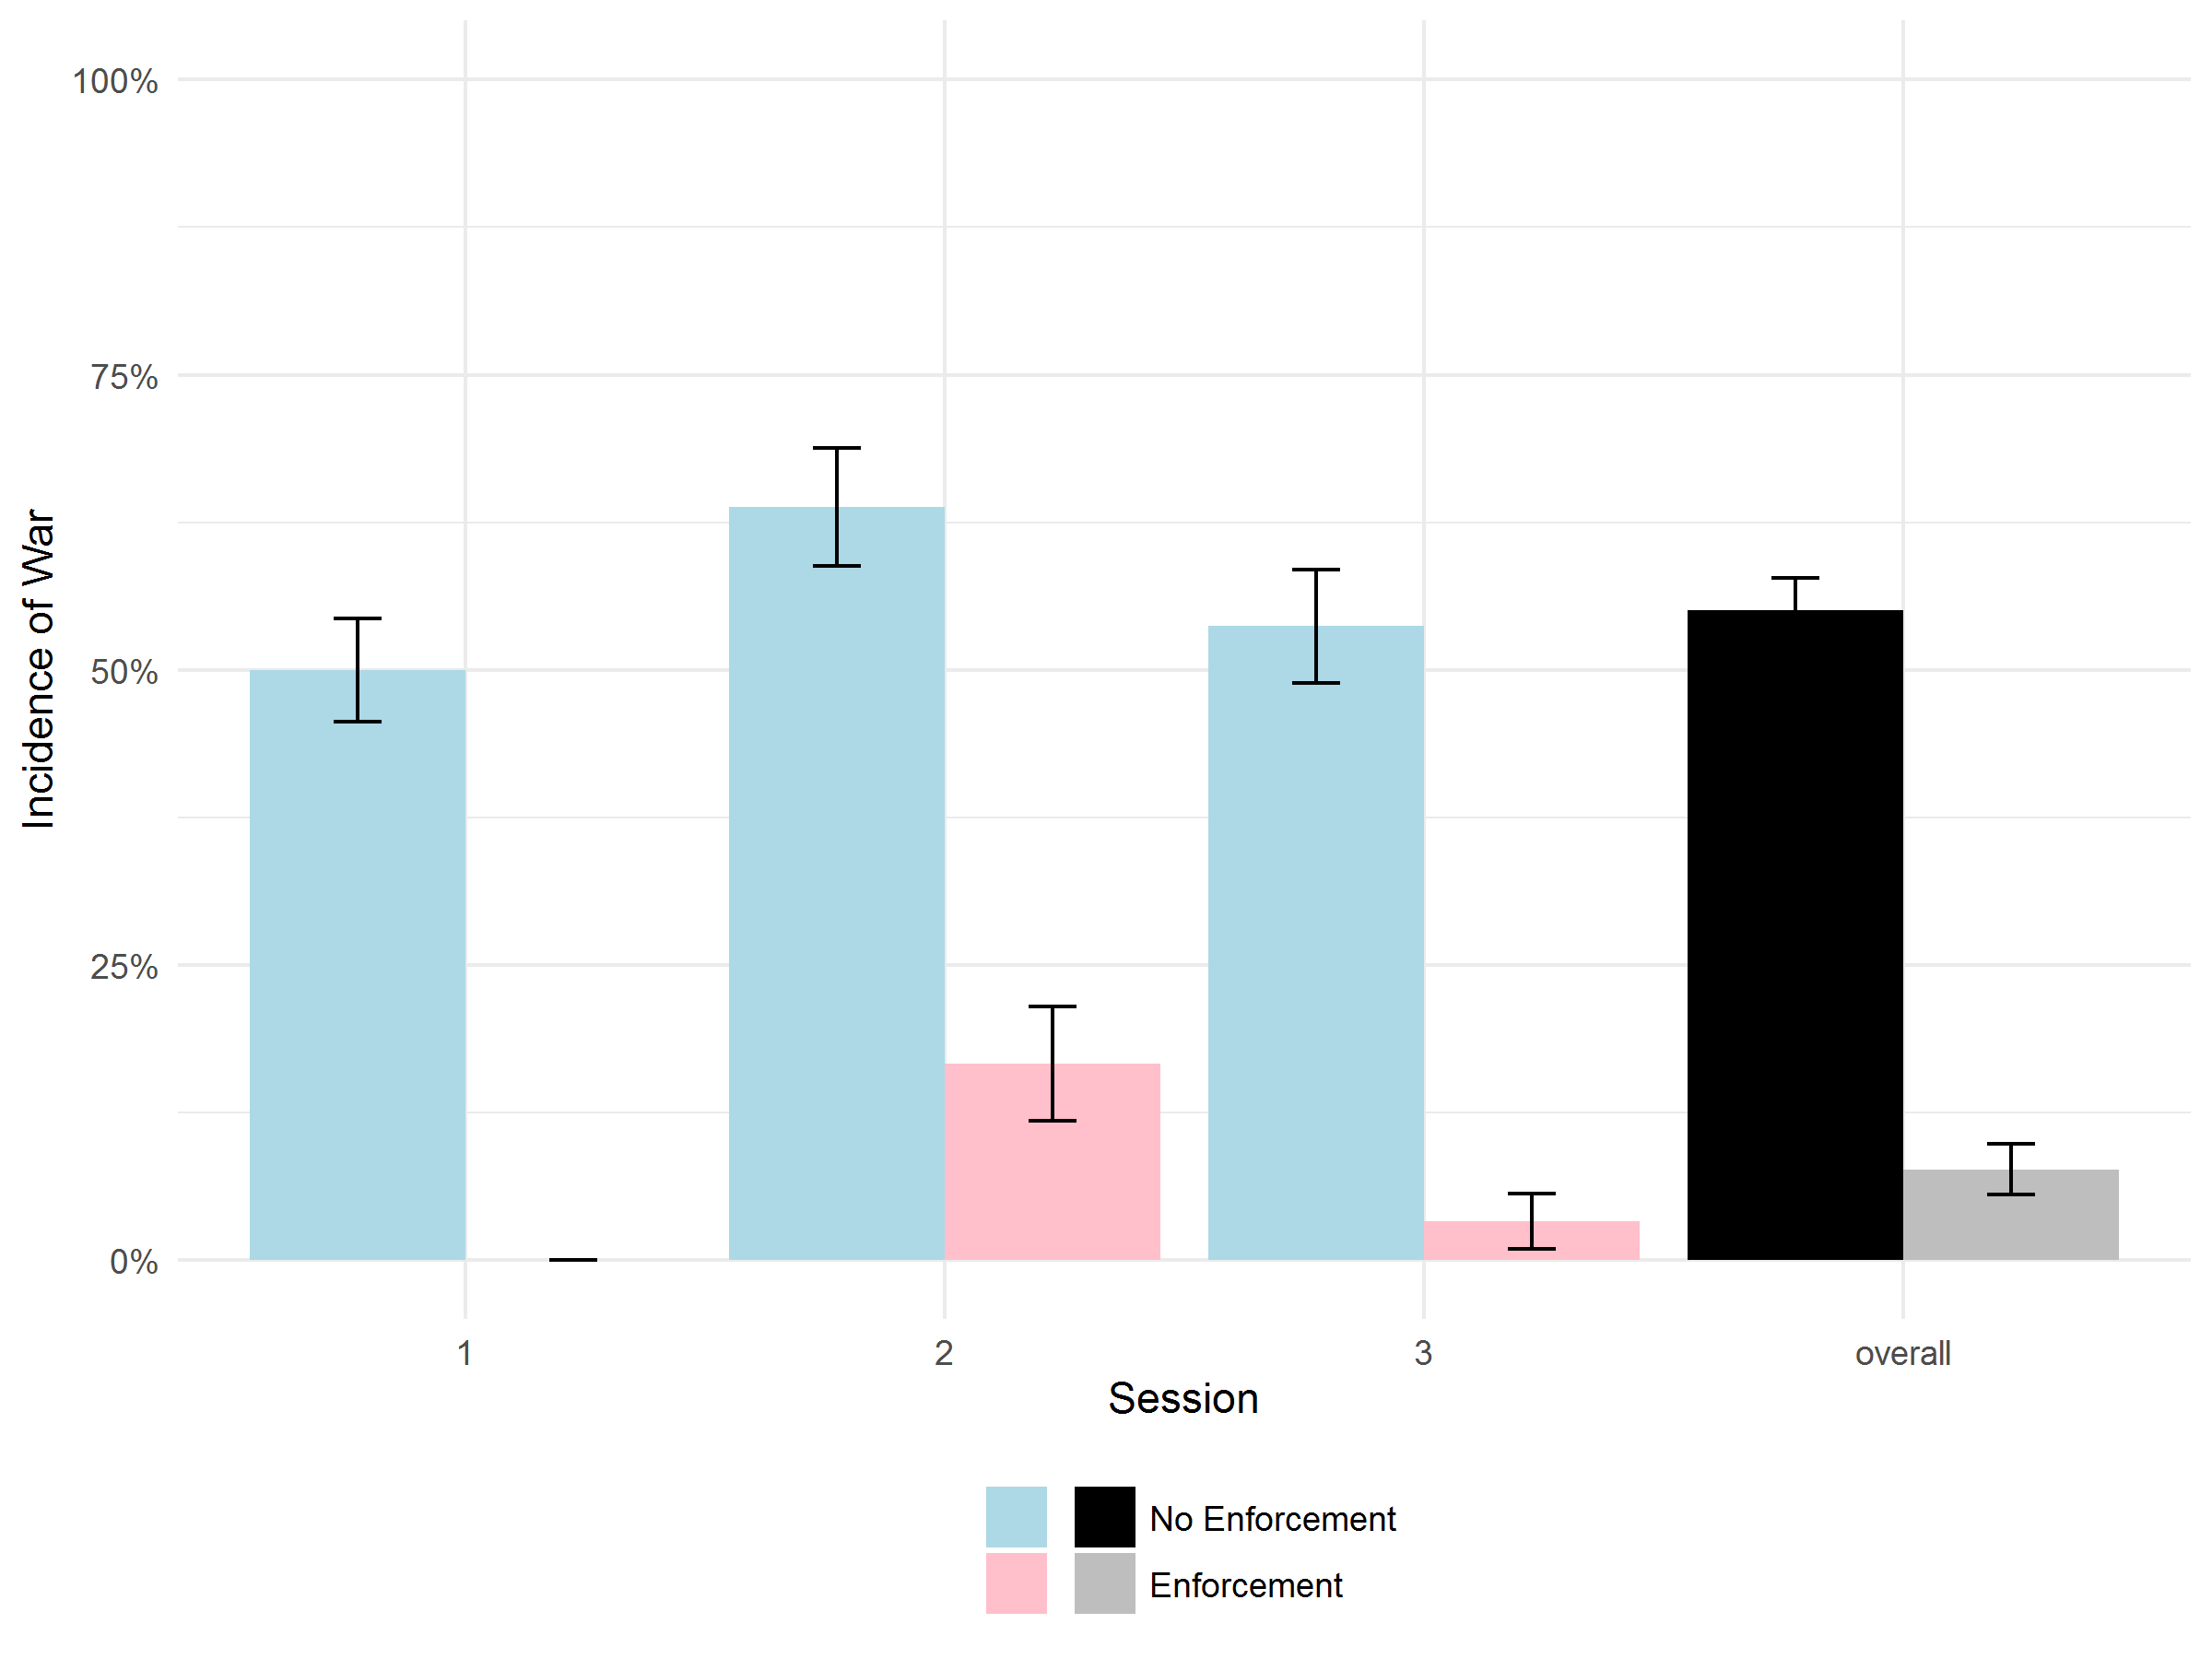 100%
75%
50%
25%
0%
Incidence of War
1 2 3 overall
Session
No Enforcement
Enforcement